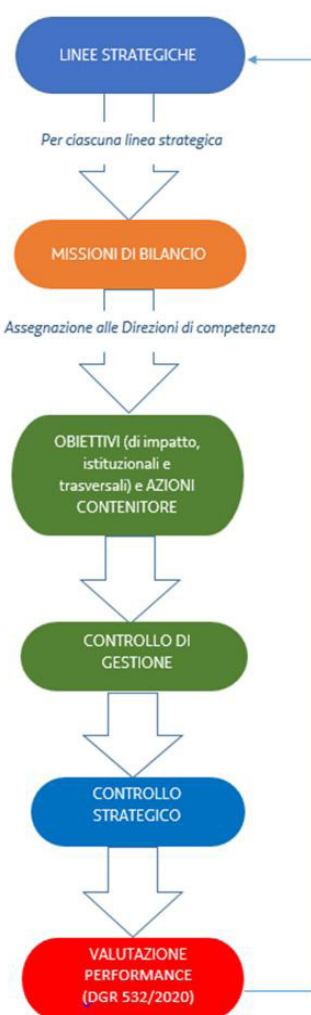 LINEE STRATEGICHE
Per ciascuna linea strategica
MISSIONI DI BILANCIO
Assegnazione alle Direzioni di competenza
OBIETTIVI (di impatto,
istituzionali e
trasversali) e AZIONI
CONTENITORE
CONTROLLO DI
GESTIONE
CONTROLLO
STRATEGICO
VALUTAZIONE
PERFORMANCE
(DGR 532/2020)